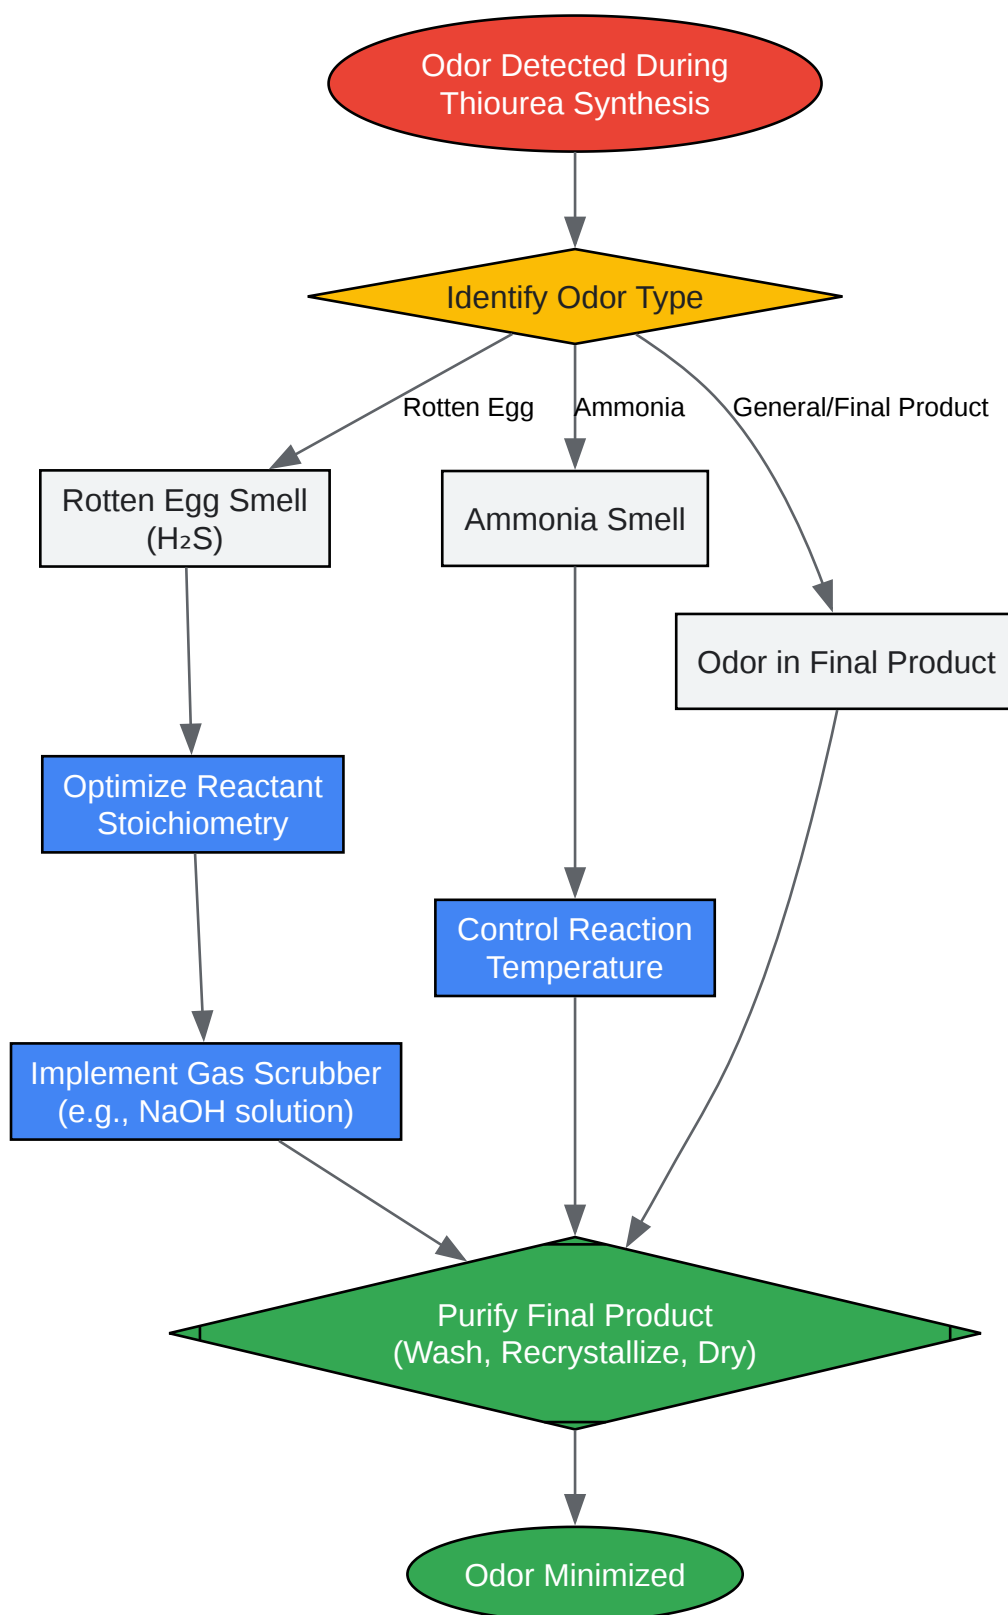 Odor Detected During
Thiourea Synthesis
Identify Odor Type
Rotten Egg
Ammonia
General/Final Product
Rotten Egg Smell
(H₂S)
Ammonia Smell
Odor in Final Product
Optimize Reactant
Stoichiometry
Control Reaction
Temperature
Implement Gas Scrubber
(e.g., NaOH solution)
Purify Final Product
(Wash, Recrystallize, Dry)
Odor Minimized